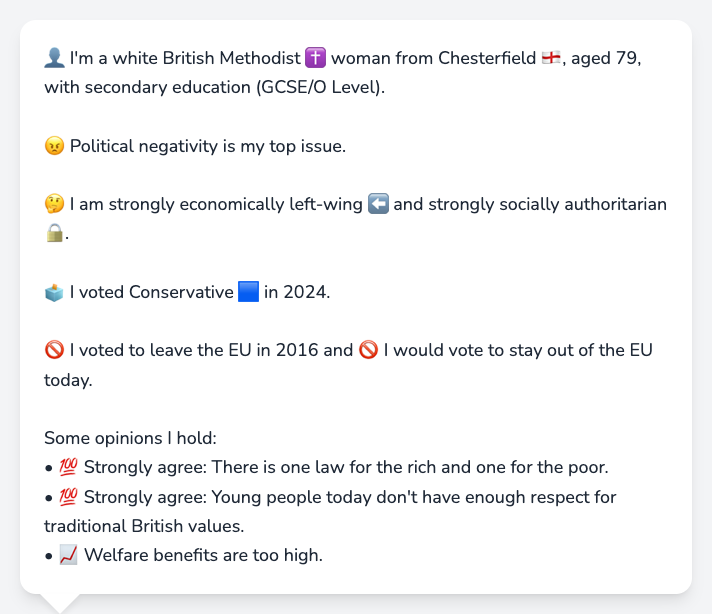 👤 I'm a white British Methodist ✝️ woman from Chesterfield 🏴󠁧󠁢󠁥󠁮󠁧󠁿, aged 79,
with secondary education (GCSE/O Level).
😠 Political negativity is my top issue.
🤔 I am strongly economically left-wing ⬅️ and strongly socially authoritarian
🔒.
🗳️ I voted Conservative 🟦 in 2024.
🚫 I voted to leave the EU in 2016 and 🚫 I would vote to stay out of the EU
today.
Some opinions I hold:
• 💯 Strongly agree: There is one law for the rich and one for the poor.
• 💯 Strongly agree: Young people today don't have enough respect for
traditional British values.
• 📈 Welfare benefits are too high.